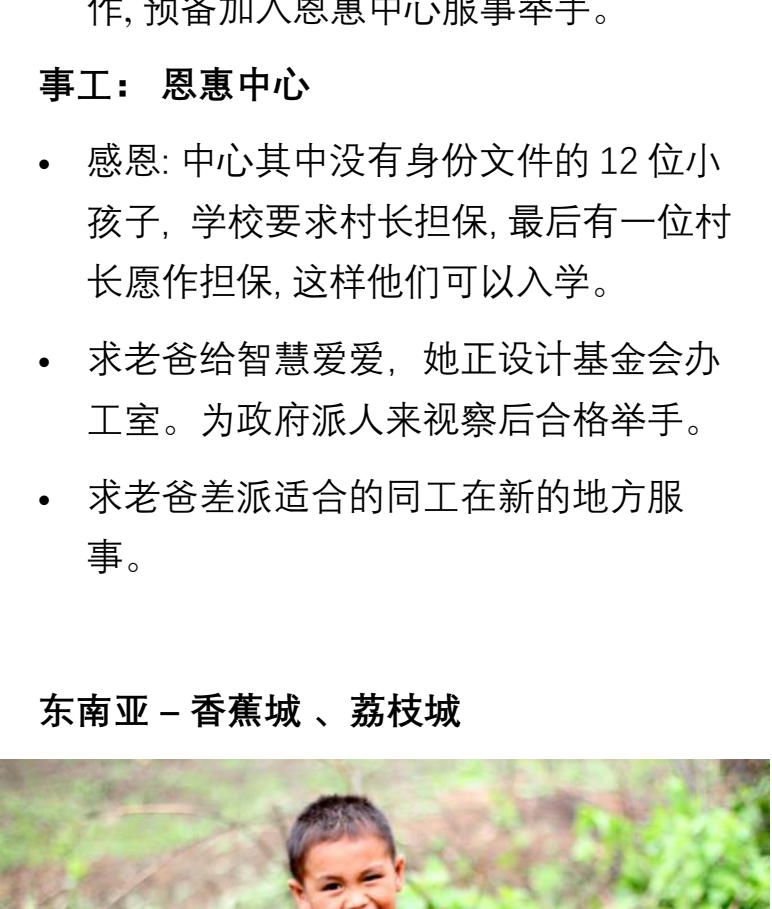 作, 预备加入恩惠中心服事举手。
事工： 恩惠中心
• 感恩: 中心其中没有身份文件的 12 位小
孩子,  学校要求村长担保, 最后有一位村
长愿作担保, 这样他们可以入学。
• 求老爸给智慧爱爱，她正设计基金会办
工室。为政府派人来视察后合格举手。
• 求老爸差派适合的同工在新的地方服
事。
东南亚 – 香蕉城 、荔枝城